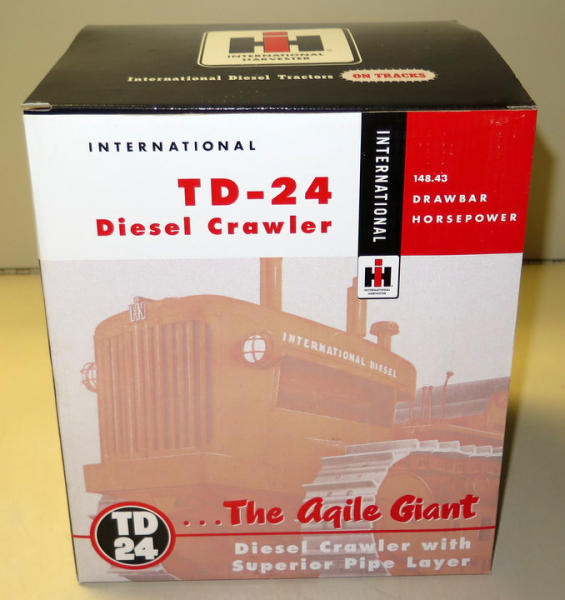 IH
INTERNATIONAL
HARVESTER
International Diesel Tractors ON TRACKS
INTERNATIONAL
TD-24
Diesel Crawler
INTERNATIONAL
148.43
DRAWBAR
HORSEPOWER
IH
INTERNATIONAL
HARVESTER
IH
INTERNATIONAL DIESEL
...The Agile Giant
TD
24
Diesel Crawler with
Superior Pipe Layer